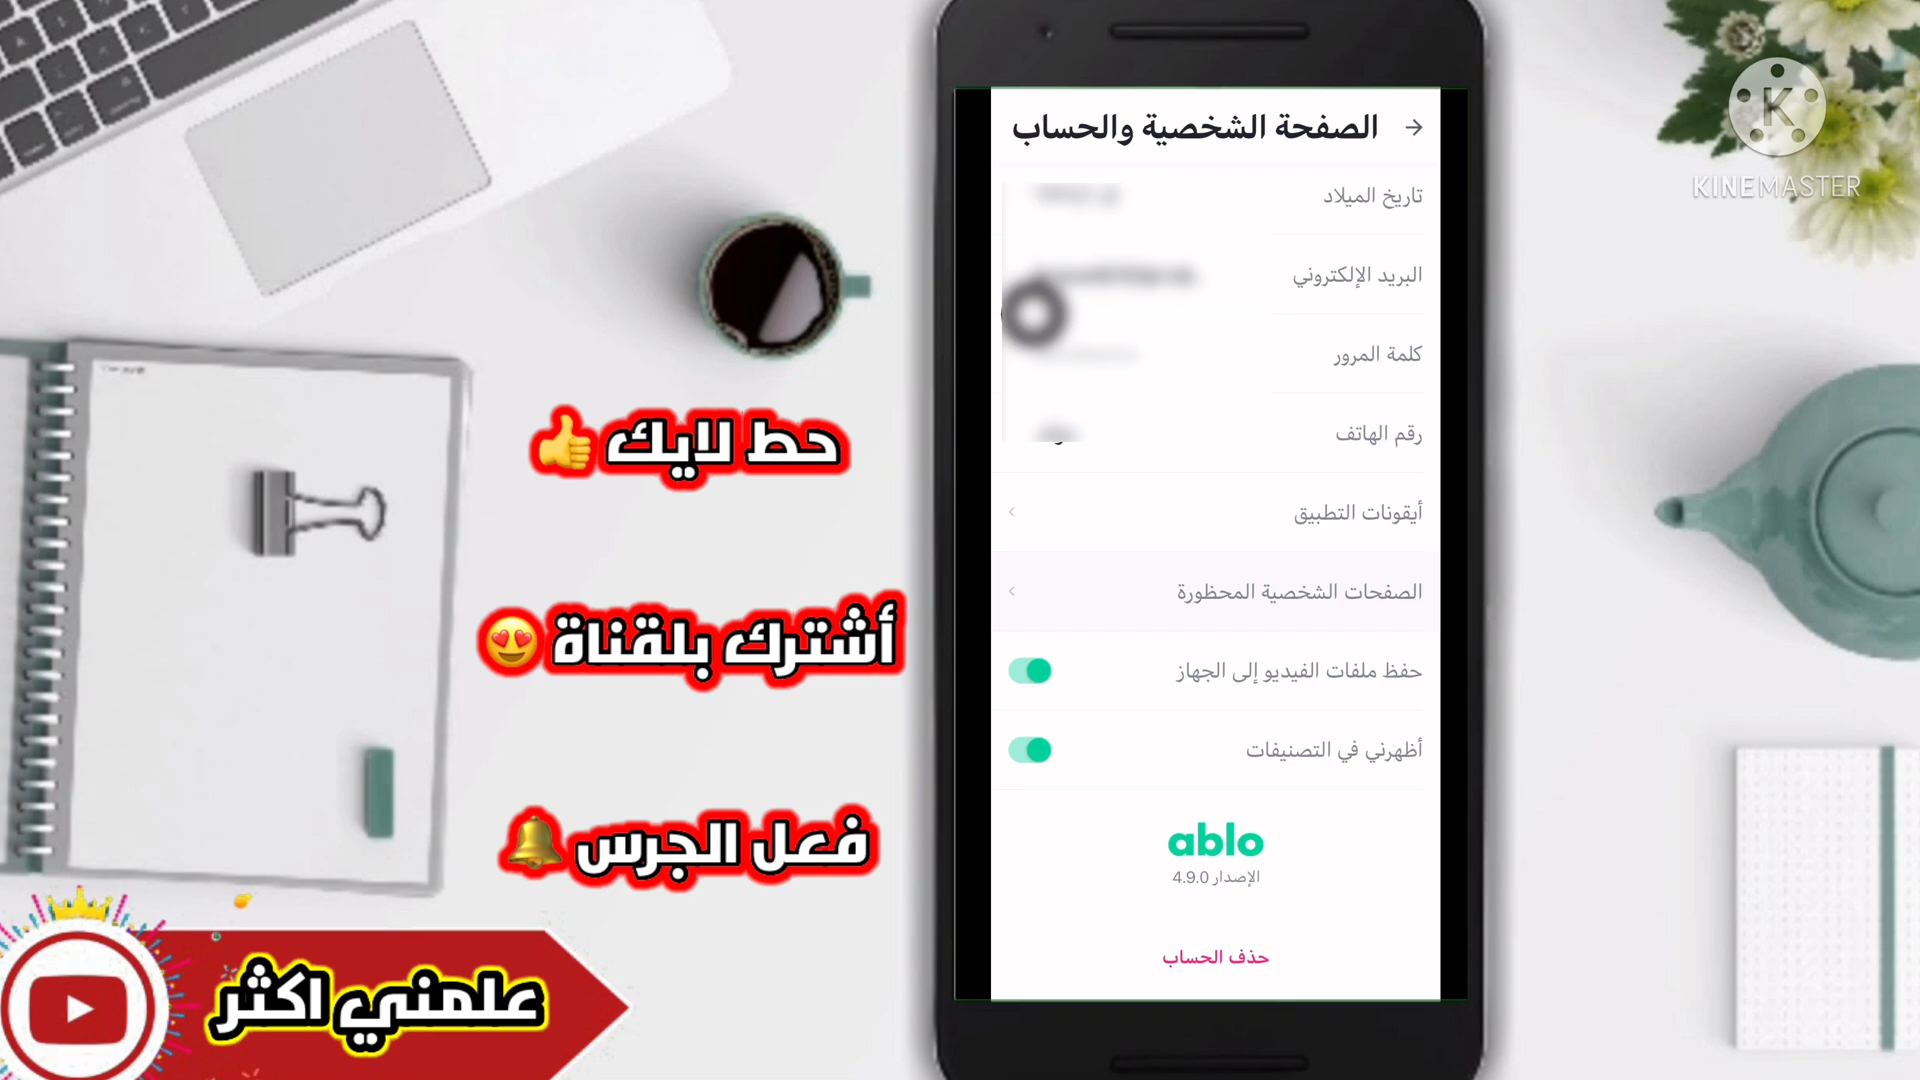 الصفحة الشخصية والحساب
تاريخ الميلاد
البريد الإلكتروني
كلمة المرور
رقم الهاتف
أيقونات التطبيق
الصفحات الشخصية المحظورة
حفظ ملفات الفيديو إلى الجهاز
أظهرني في التصنيفات
ablo
الإصدار 4.9.0
حذف الحساب
حط لايك👍
أشترك بلقناة😍
فعل الجرس🔔
علمني اكثر
K
KINEMASTER